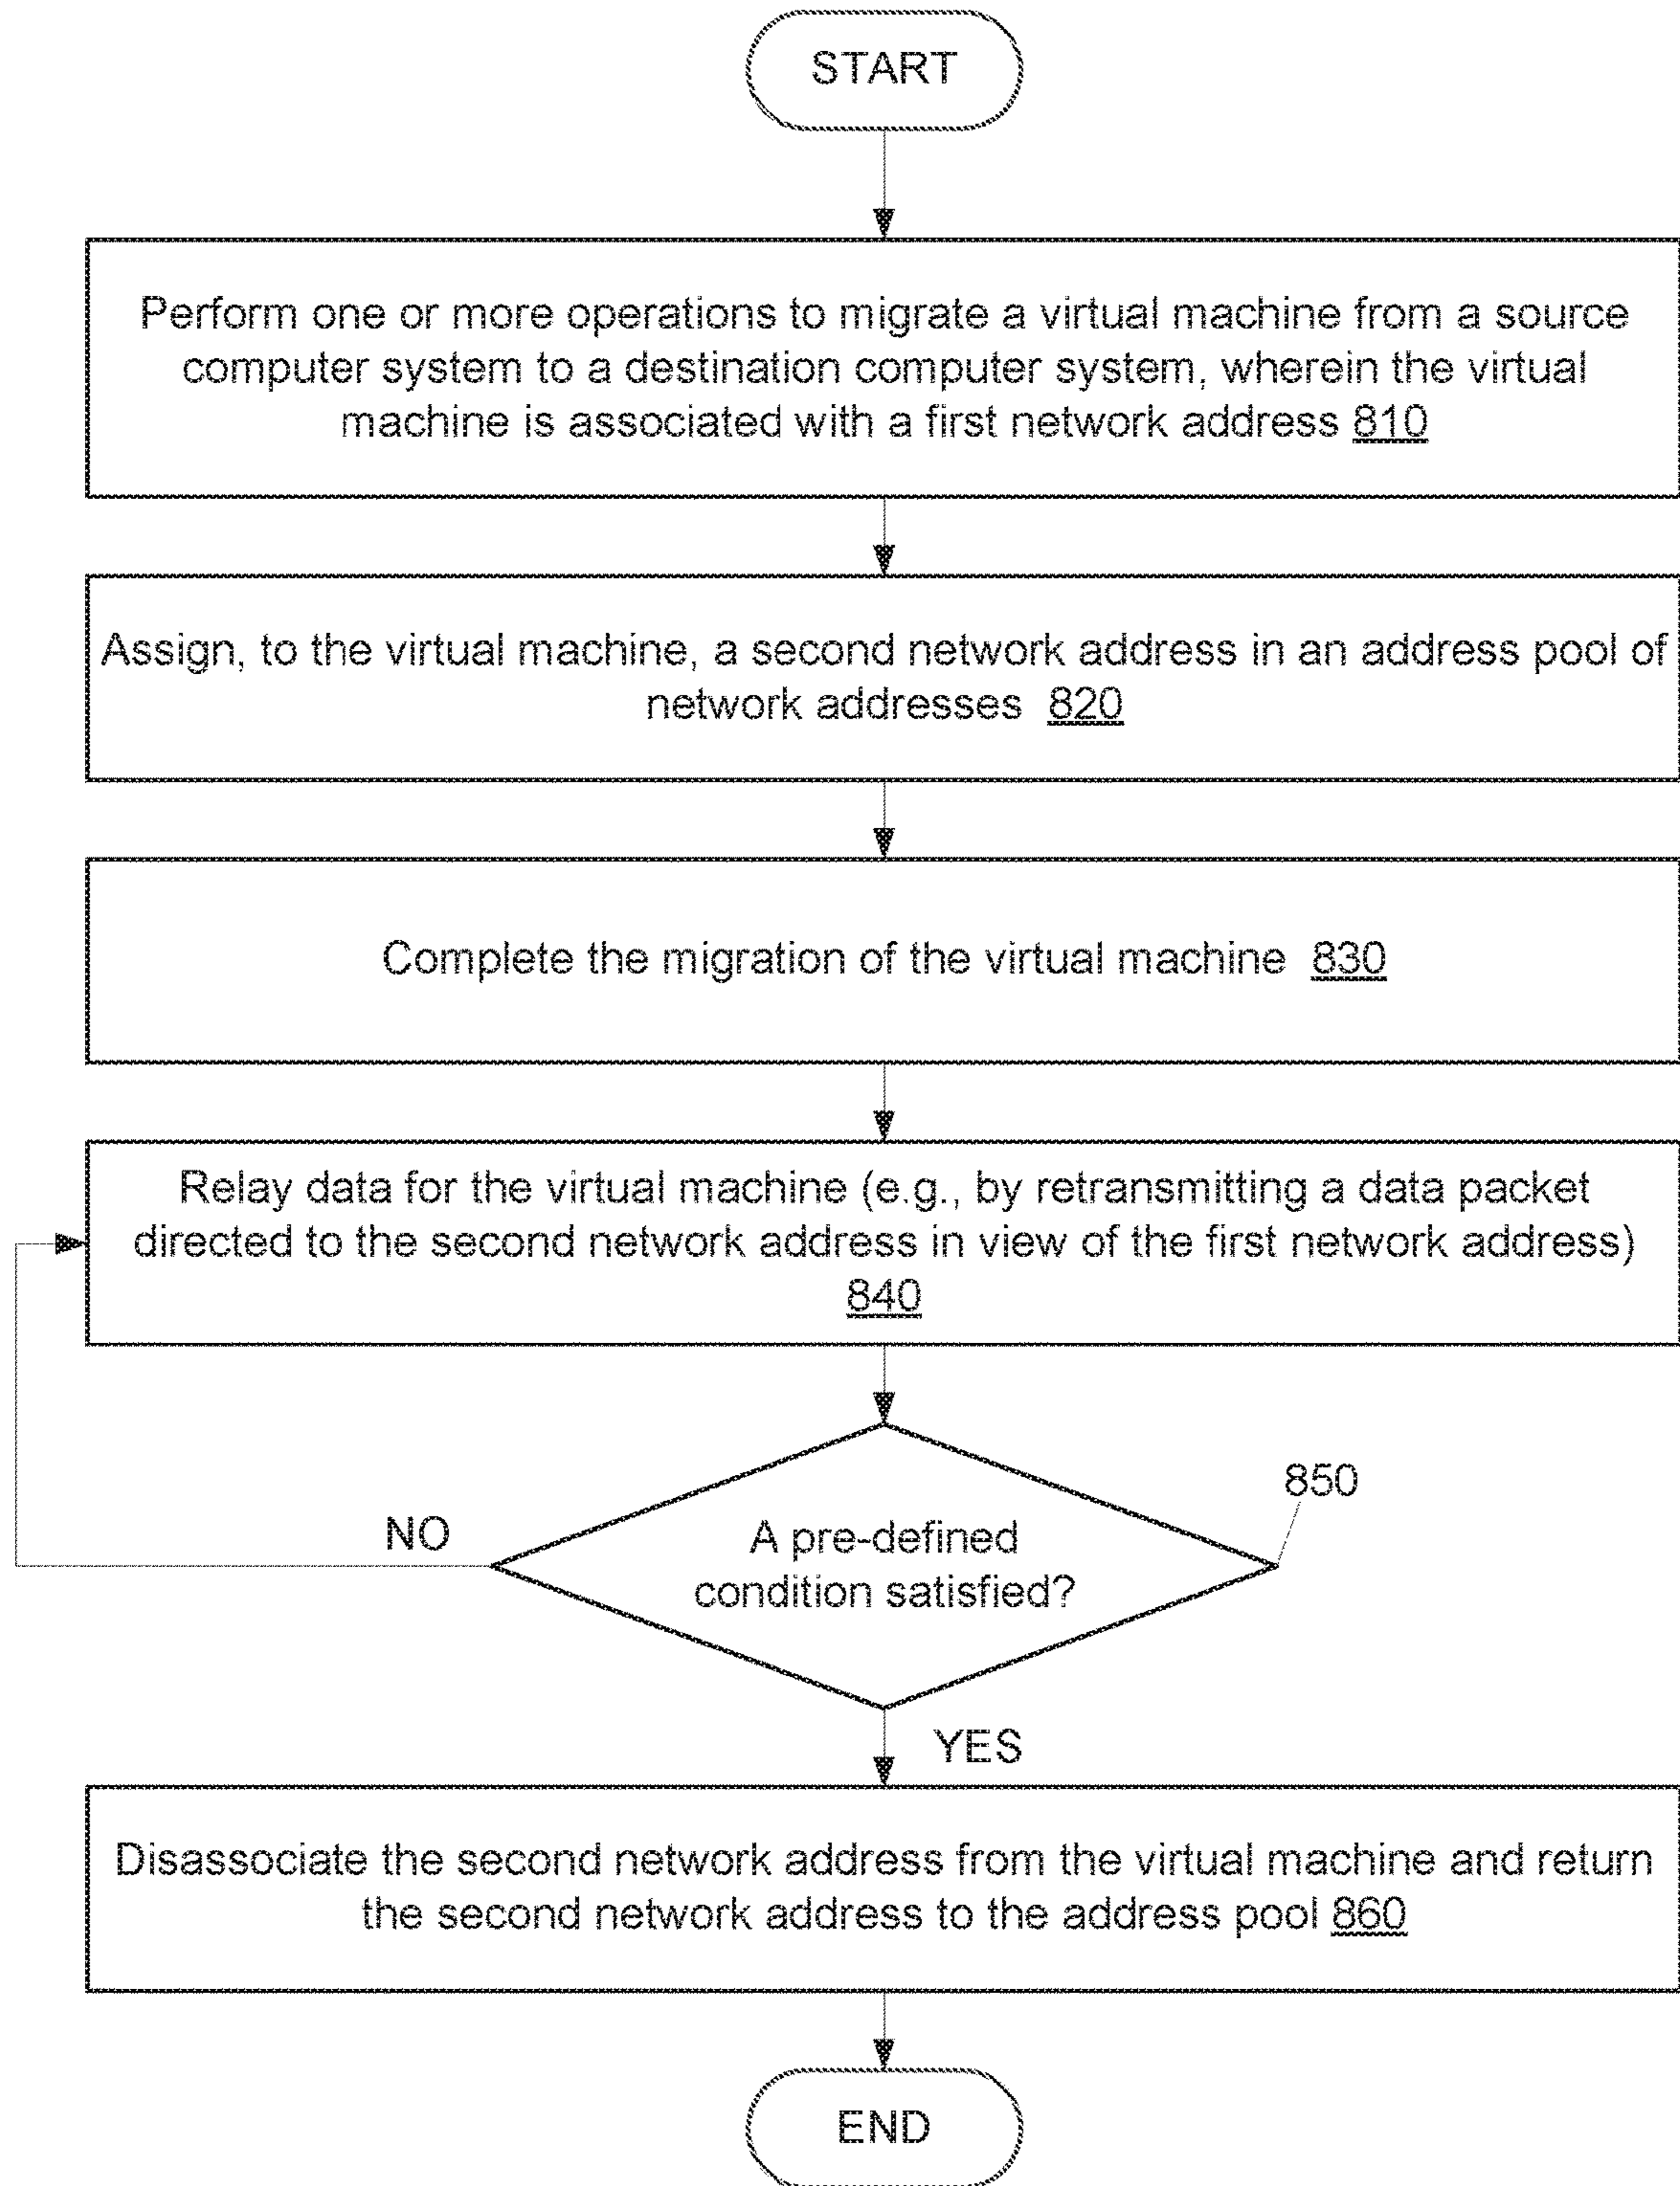 START
Perform one or more operations to migrate a virtual machine from a source
computer system to a destination computer system, wherein the virtual
machine is associated with a first network address 810
Assign, to the virtual machine, a second network address in an address pool of
network addresses 820
Complete the migration of the virtual machine 830
Relay data for the virtual machine (e.g., by retransmitting a data packet
directed to the second network address in view of the first network address)
840
850
NO
A pre-defined
condition satisfied?
YES
Disassociate the second network address from the virtual machine and return
the second network address to the address pool 860
END